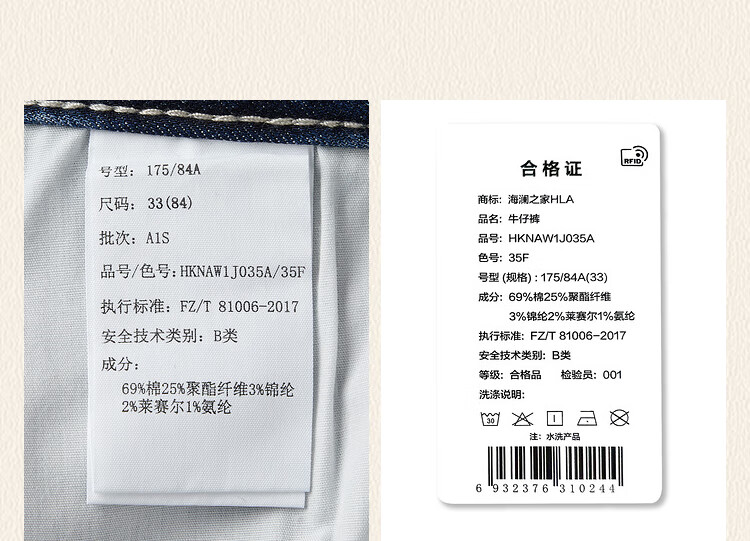 号型: 175/84A
尺码: 33(84)
批次: A1S
品号/色号:HKNAW1J035A/35F
执行标准: FZ/T 81006-2017
安全技术类别: B类
成分:
69%棉25%聚酯纤维3%锦纶
2%莱赛尔1%氨纶
RFID
合格证
商标: 海澜之家HLA
品名: 牛仔裤
品号: HKNAW1J035A
色号: 35F
号型 (规格) : 175/84A(33)
成分: 69%棉25%聚酯纤维
3%锦纶2%莱赛尔1%氨纶
执行标准: FZ/T 81006-2017
安全技术类别: B类
等级: 合格品 检验员: 001
洗涤说明:
30
注: 水洗产品
6 932376 310244